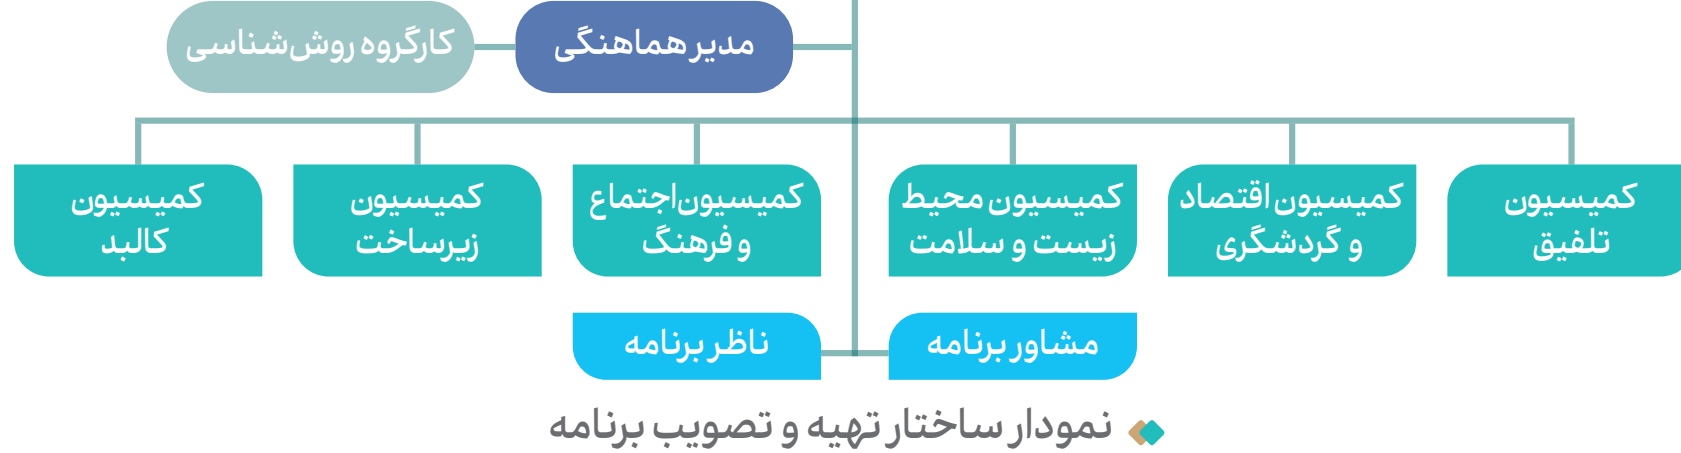 مدیر هماهنگی
کارگروه روش‌شناسی
کمیسیون
تلفیق
کمیسیون اقتصاد
و گردشگری
کمیسیون محیط
زیست و سلامت
کمیسیون اجتماع
و فرهنگ
کمیسیون
زیرساخت
کمیسیون
کالبد
مشاور برنامه
ناظر برنامه
نمودار ساختار تهیه و تصویب برنامه